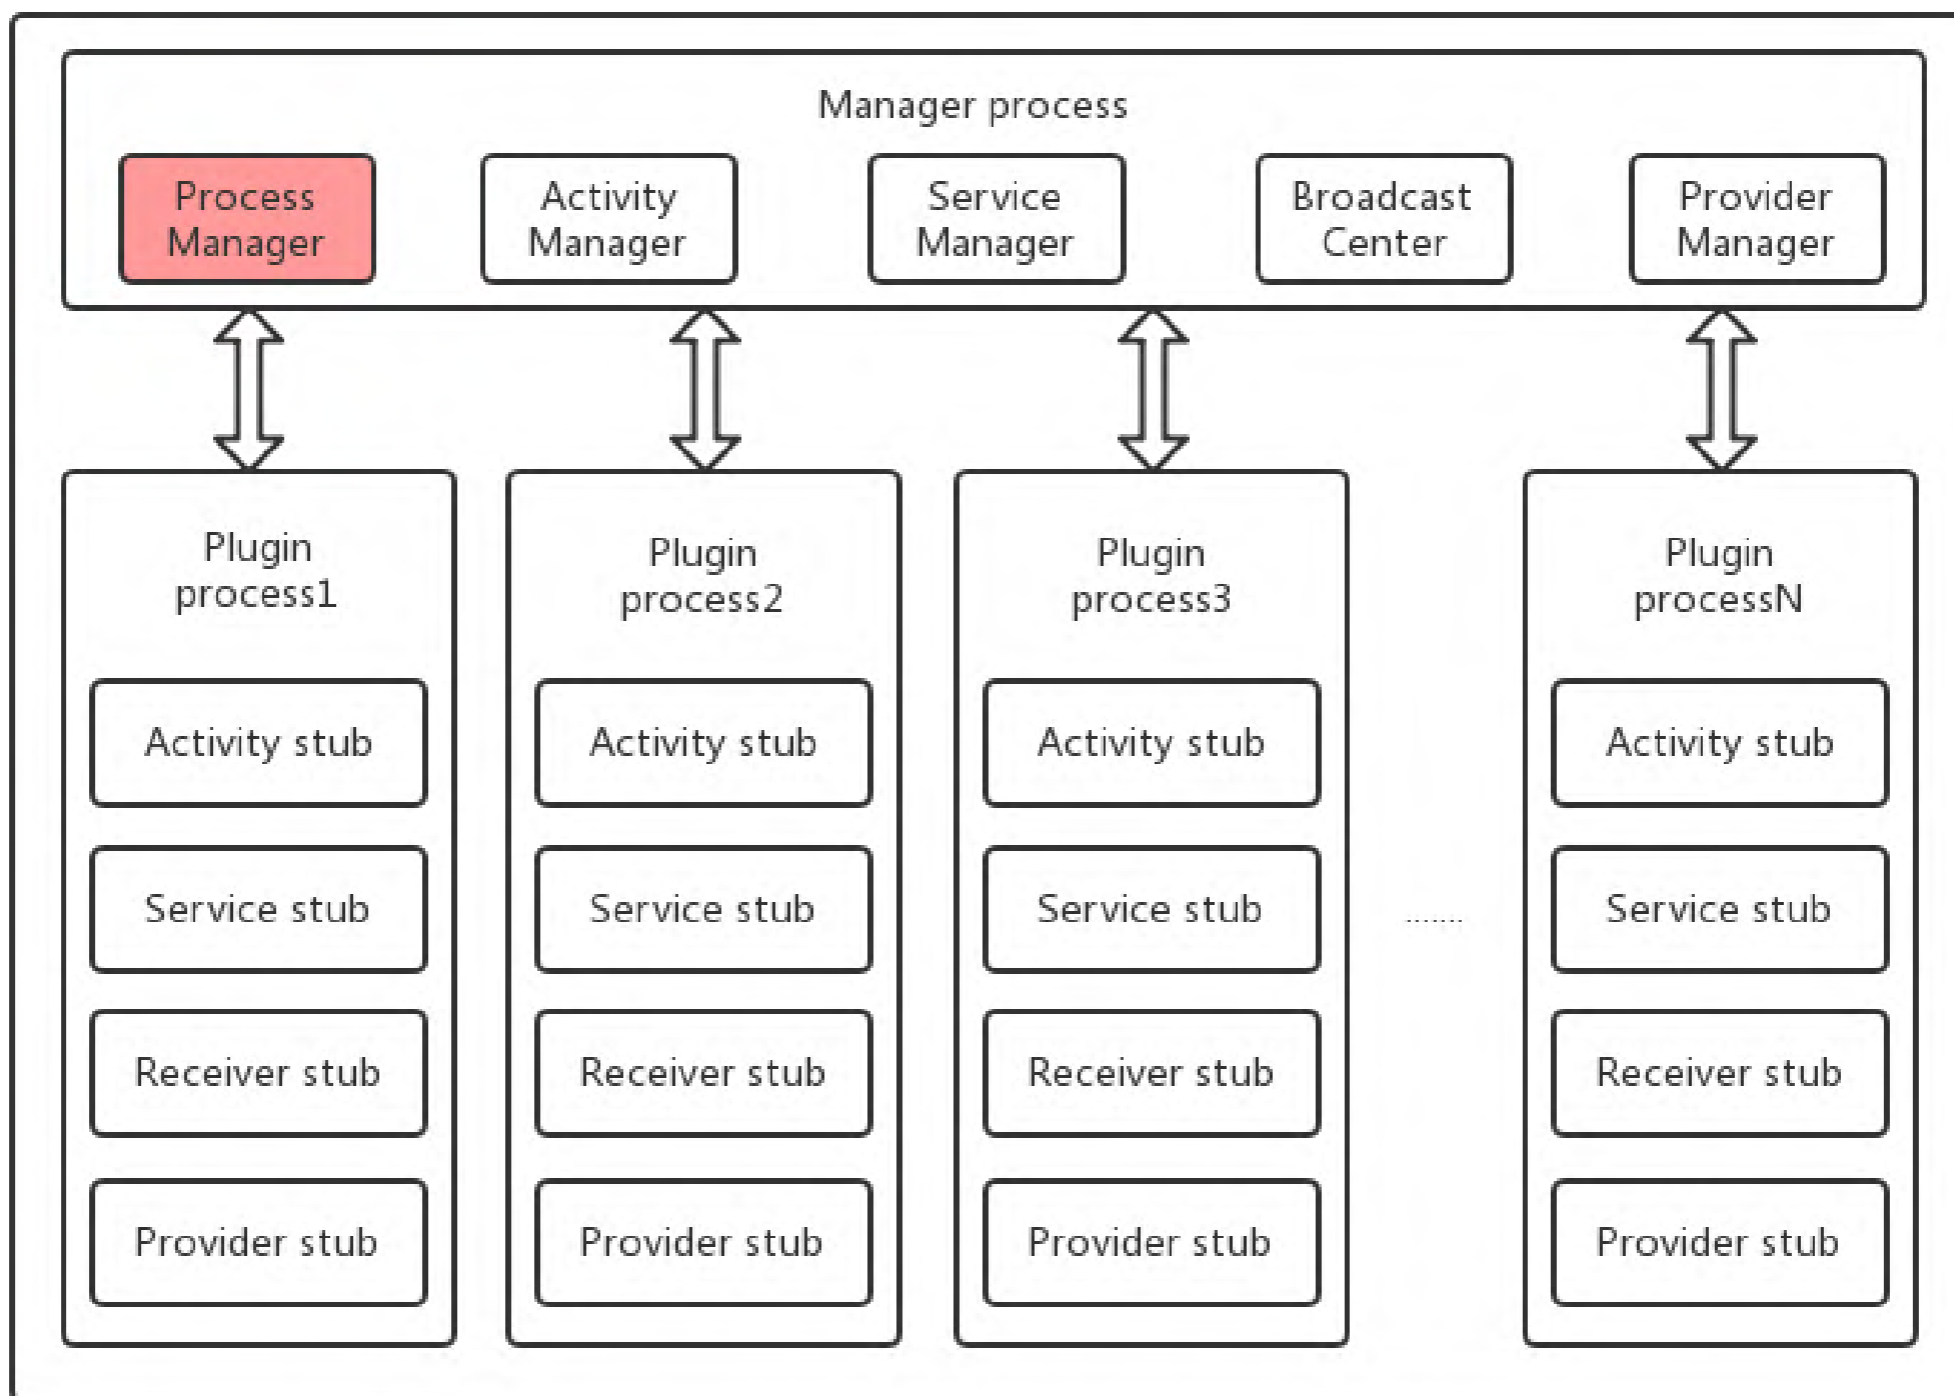 Manager process
Process
Manager
Activity
Manager
Service
Manager
Broadcast
Center
Provider
Manager
Plugin
process1
Activity stub
Service stub
Receiver stub
Provider stub
Plugin
process2
Activity stub
Service stub
Receiver stub
Provider stub
Plugin
process3
Activity stub
Service stub
Receiver stub
Provider stub
.......
Plugin
processN
Activity stub
Service stub
Receiver stub
Provider stub